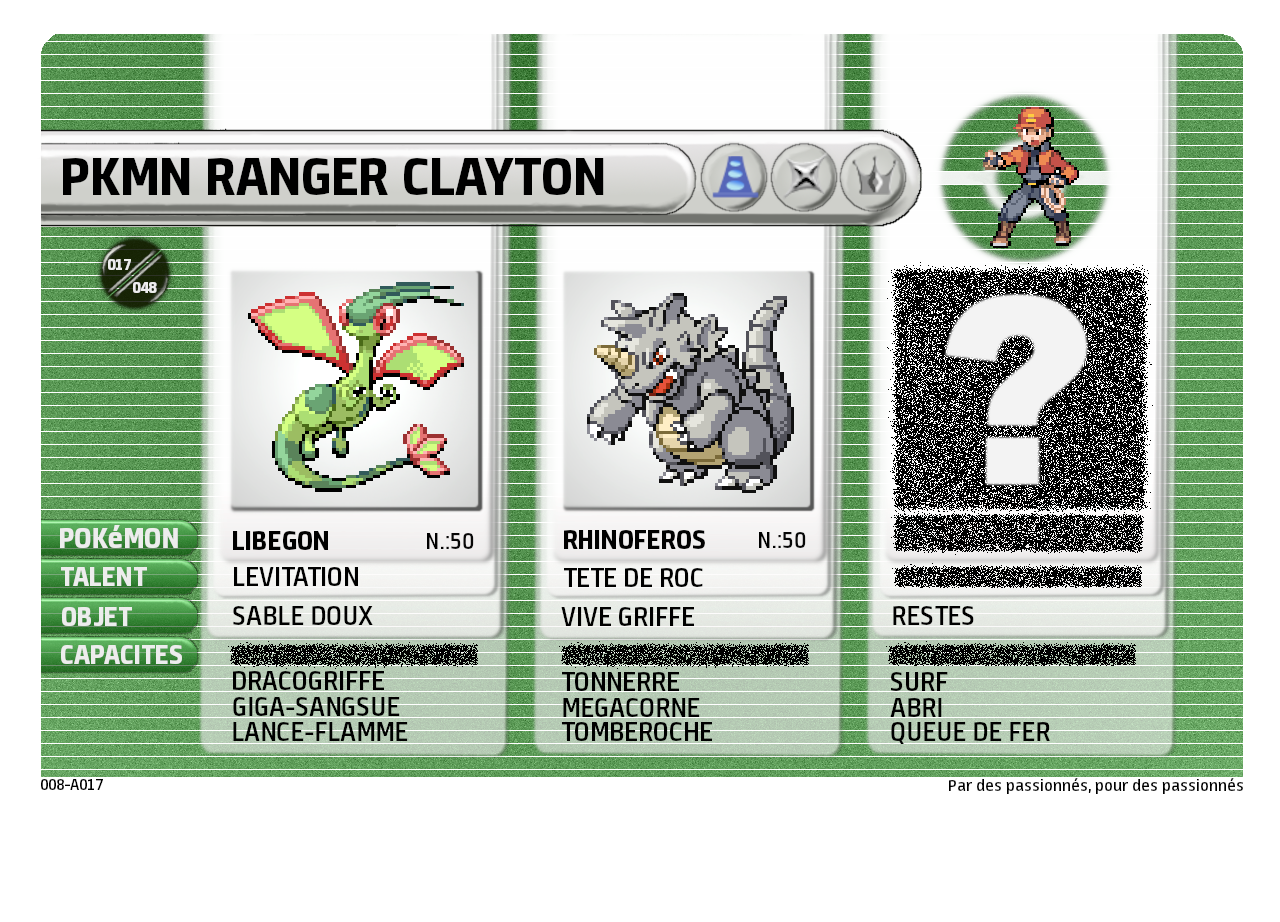 PKMN RANGER CLAYTON
017
048
?
POKéMON
LIBEGON N.:50
RHINOFEROS N.:50
TALENT
LEVITATION
TETE DE ROC
OBJET
SABLE DOUX
VIVE GRIFFE
RESTES
CAPACITES
DRACOGRIFFE
TONNERRE
SURF
GIGA-SANGSUE
MEGACORNE
ABRI
LANCE-FLAMME
TOMBEROCHE
QUEUE DE FER
008-A017
Par des passionnés, pour des passionnés